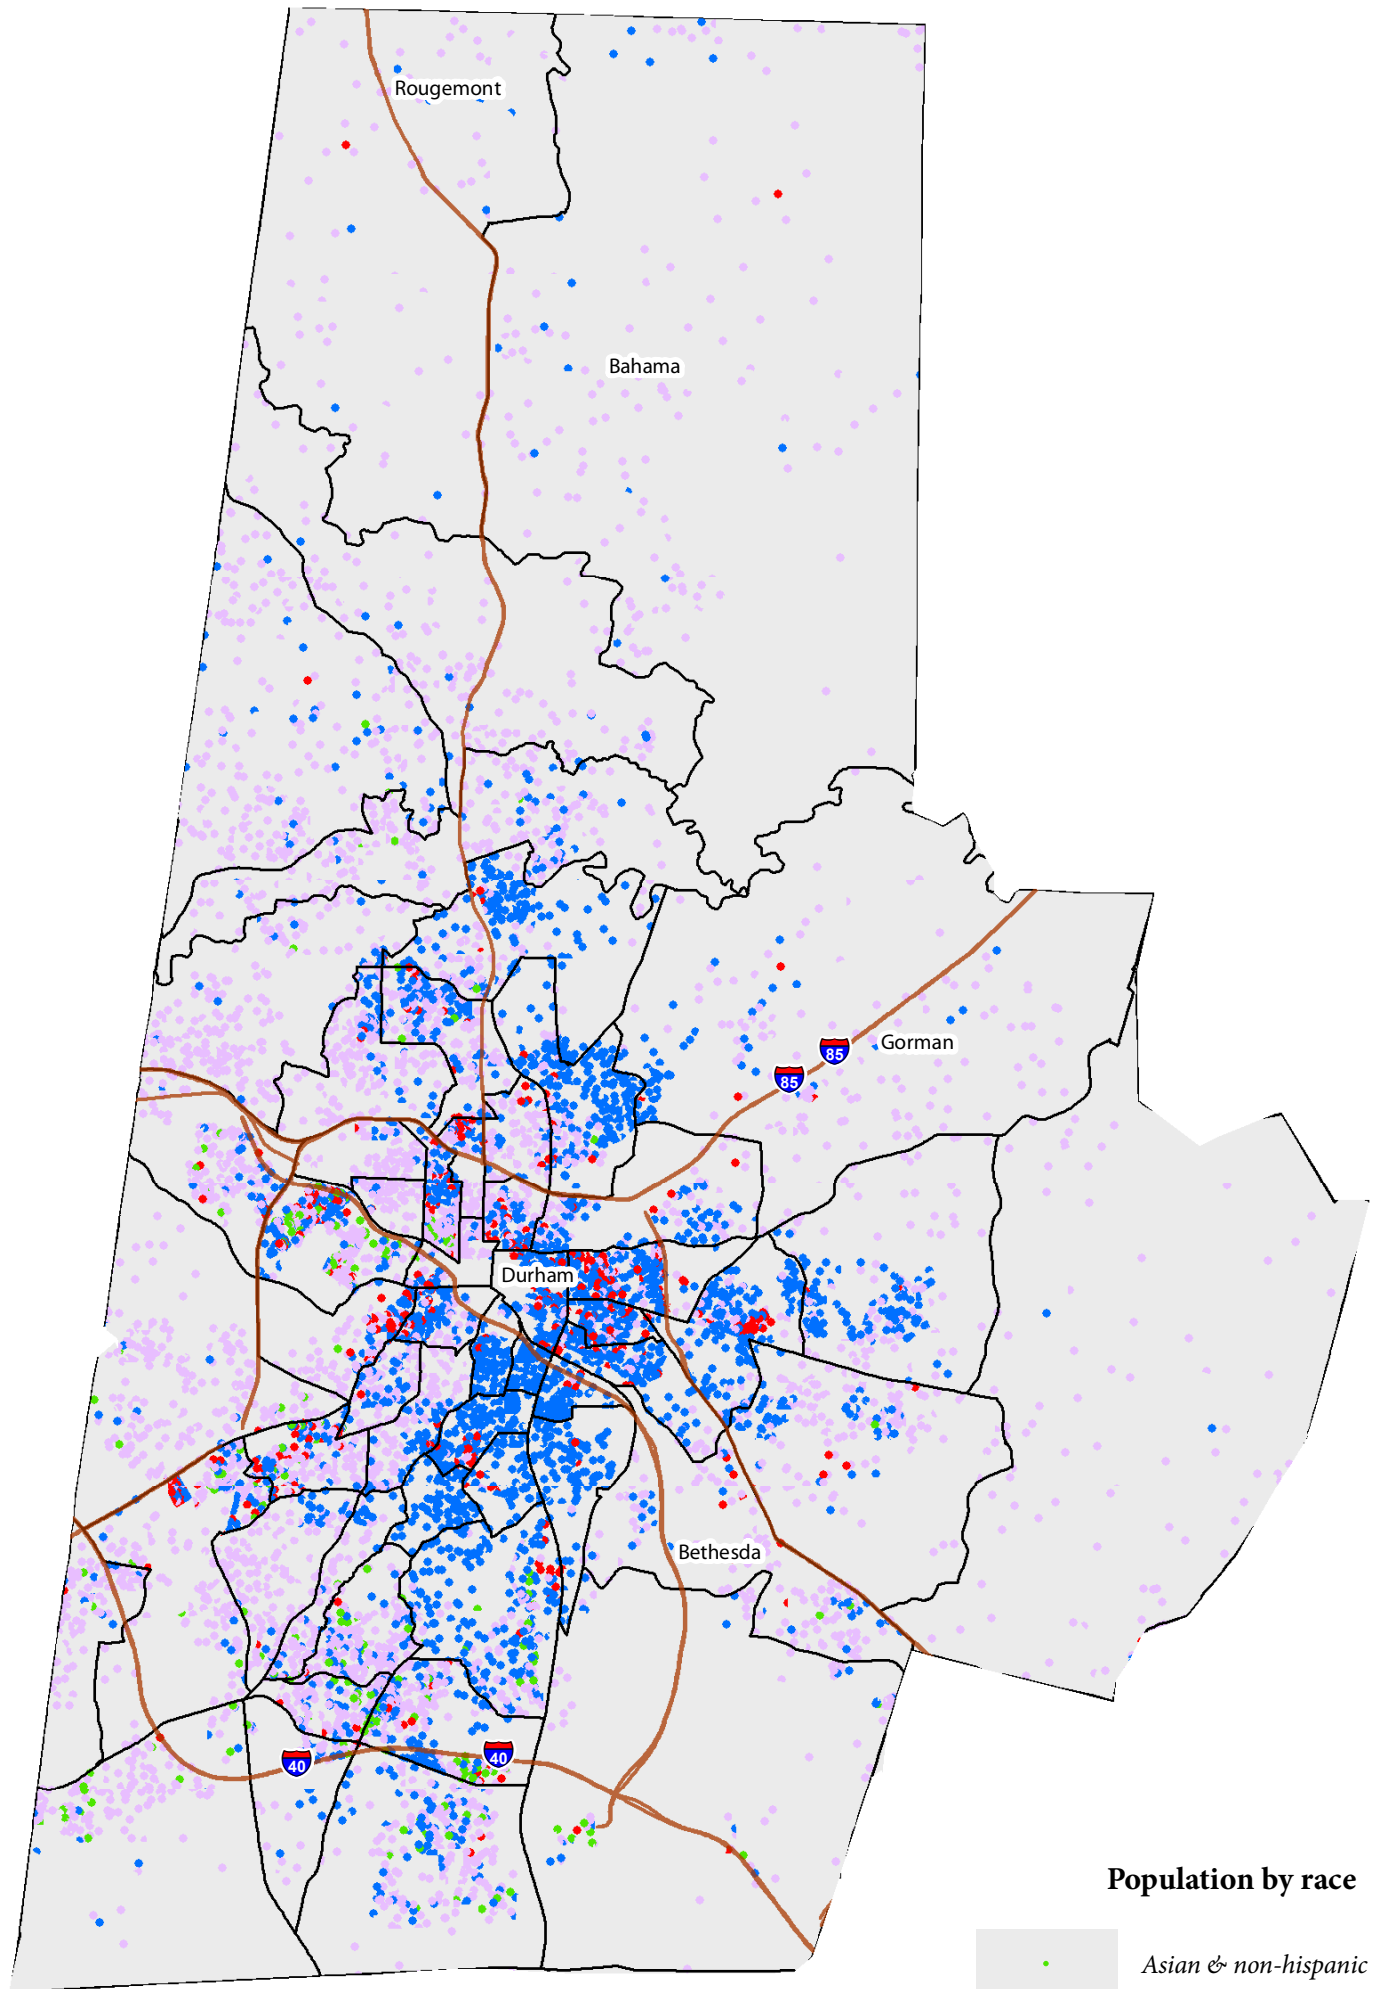 Rougemont
Bahama
85
Gorman
85
Durham
Bethesda
40
40
Population by race
Asian & non-hispanic